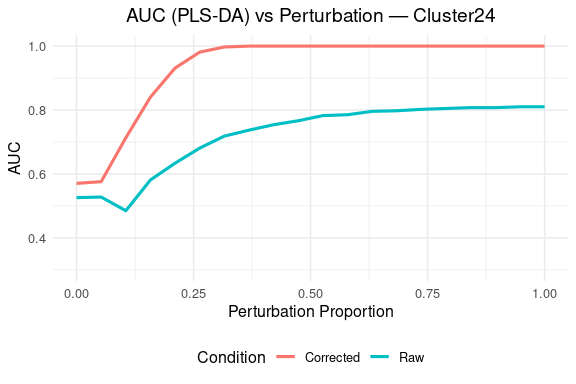 AUC (PLS-DA) vs Perturbation — Cluster24
1.0
0.8
0.6
0.4
AUC
0.00 0.25 0.50 0.75 1.00
Perturbation Proportion
Condition Corrected Raw